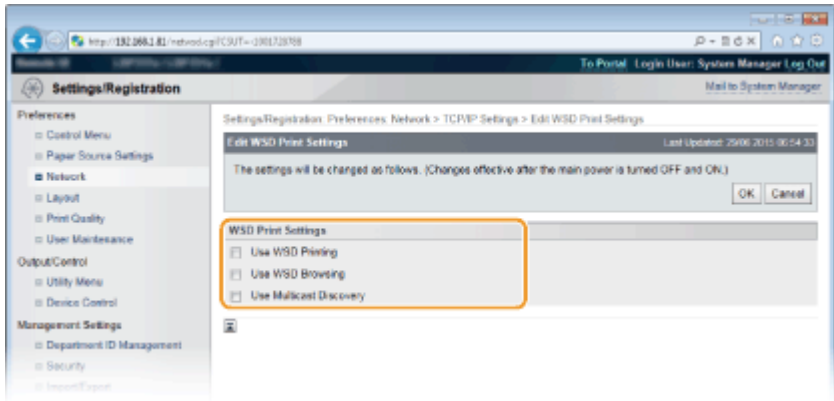 http://192.168.1.81/netwsd.cgi?CSUT=-1981728788
To Portal Login User: System Manager Log Out
Settings/Registration
Mail to System Manager
Preferences
Control Menu
Paper Source Settings
Network
Layout
Print Quality
User Maintenance
Output/Control
Utility Menu
Device Control
Management Settings
Department ID Management
Security
Import/Export
Settings/Registration: Preferences: Network > TCP/IP Settings > Edit WSD Print Settings
Edit WSD Print Settings
Last Updated: 29/06 2015 06:54:33
The settings will be changed as follows. (Changes effective after the main power is turned OFF and ON.)
OK Cancel
WSD Print Settings
Use WSD Printing
Use WSD Browsing
Use Multicast Discovery